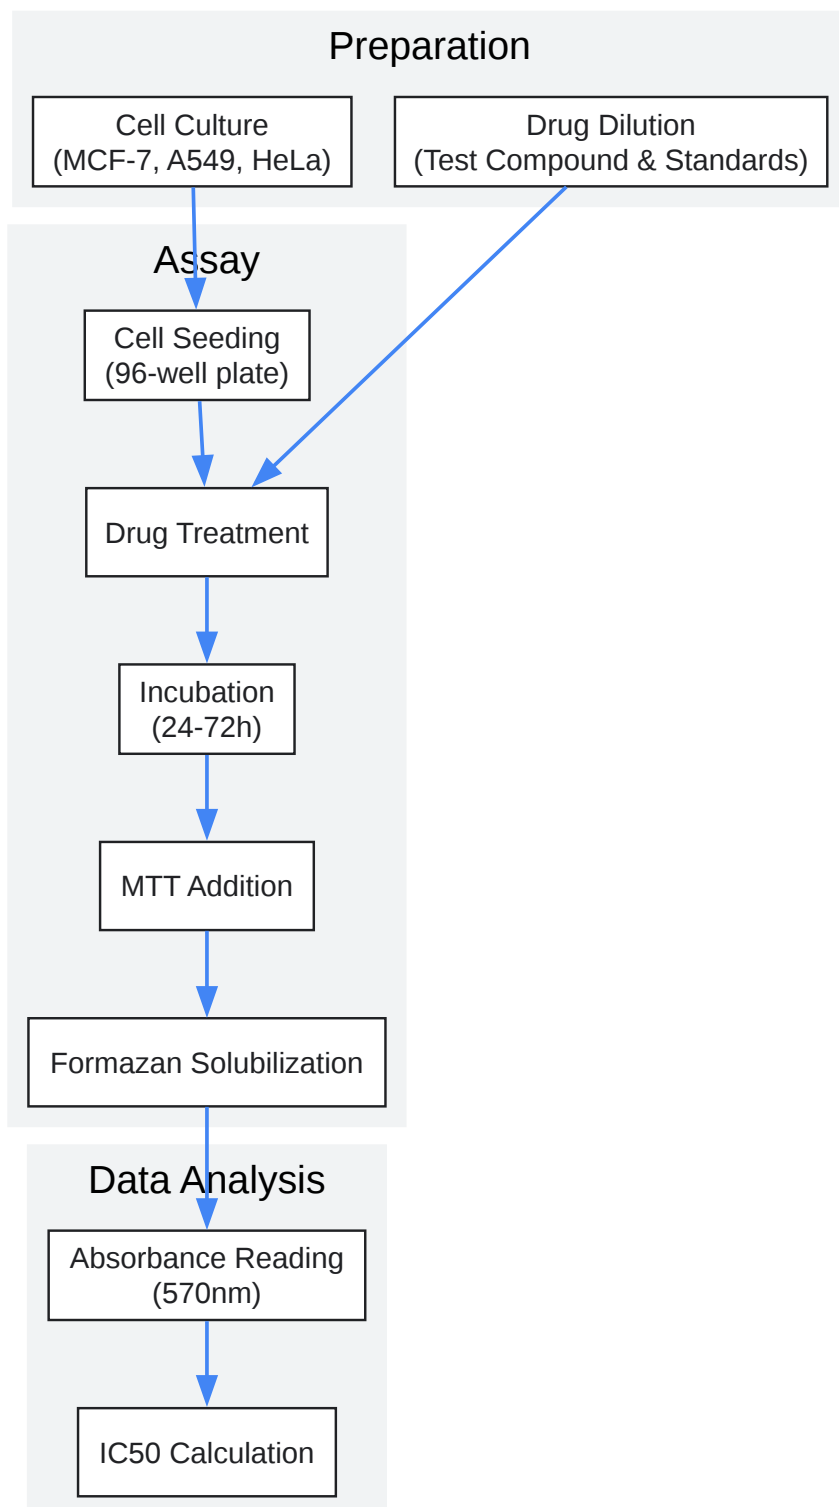 Preparation
Cell Culture
(MCF-7, A549, HeLa)
Drug Dilution
(Test Compound & Standards)
Assay
Cell Seeding
(96-well plate)
Drug Treatment
Incubation
(24-72h)
MTT Addition
Formazan Solubilization
Data Analysis
Absorbance Reading
(570nm)
IC50 Calculation